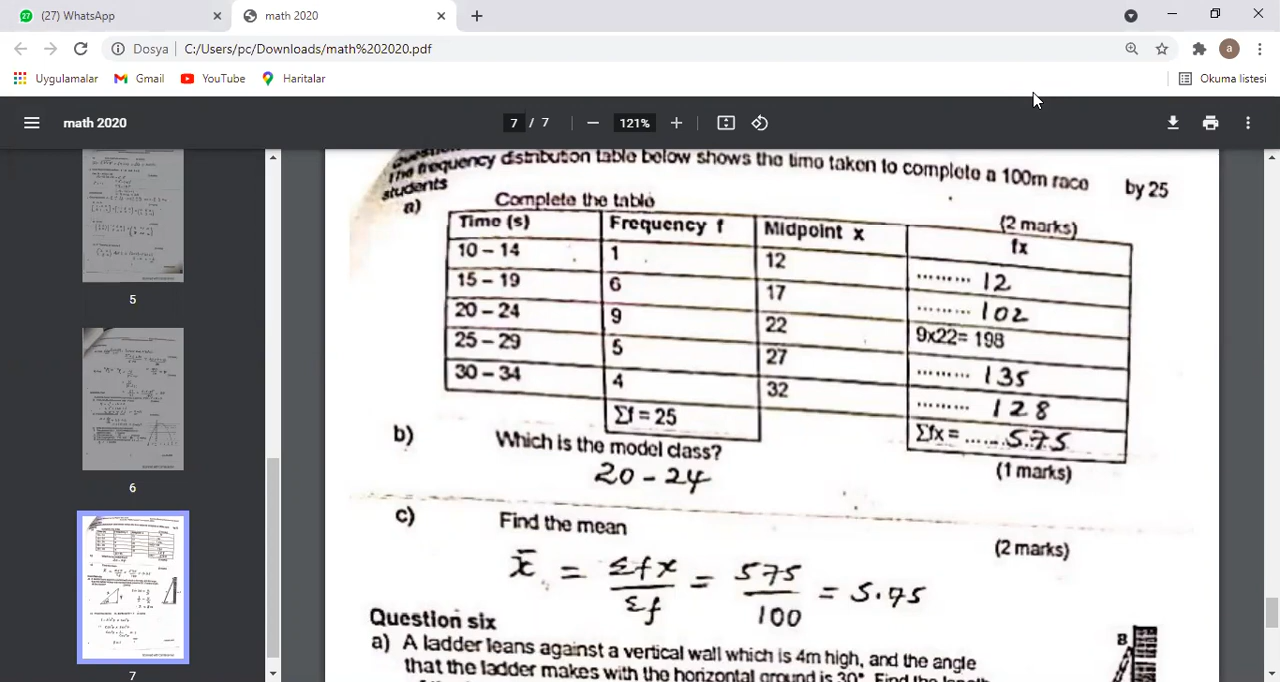 (27) WhatsApp
math 2020
Dosya C:/Users/pc/Downloads/math%202020.pdf
Uygulamalar Gmail YouTube Haritalar Okuma listesi
math 2020 7 / 7 121%
5
6
7
The frequency distribution table below shows the time taken to complete a 100m race by 25
students
a) Complete the table (2 marks)
Time (s) Frequency f Midpoint x fx
10 – 14 1 12 ......... 12
15 – 19 6 17 ......... 102
20 – 24 9 22 9x22= 198
25 – 29 5 27 ......... 135
30 – 34 4 32 ......... 128
Σf = 25 Σfx = ...... 575
b) Which is the model class? (1 marks)
20 - 24
c) Find the mean (2 marks)
x̄ = Σfx/Σf = 575/100 = 5.75
Question six
a) A ladder leans against a vertical wall which is 4m high, and the angle
that the ladder makes with the horizontal ground is 30°. Find the length
8